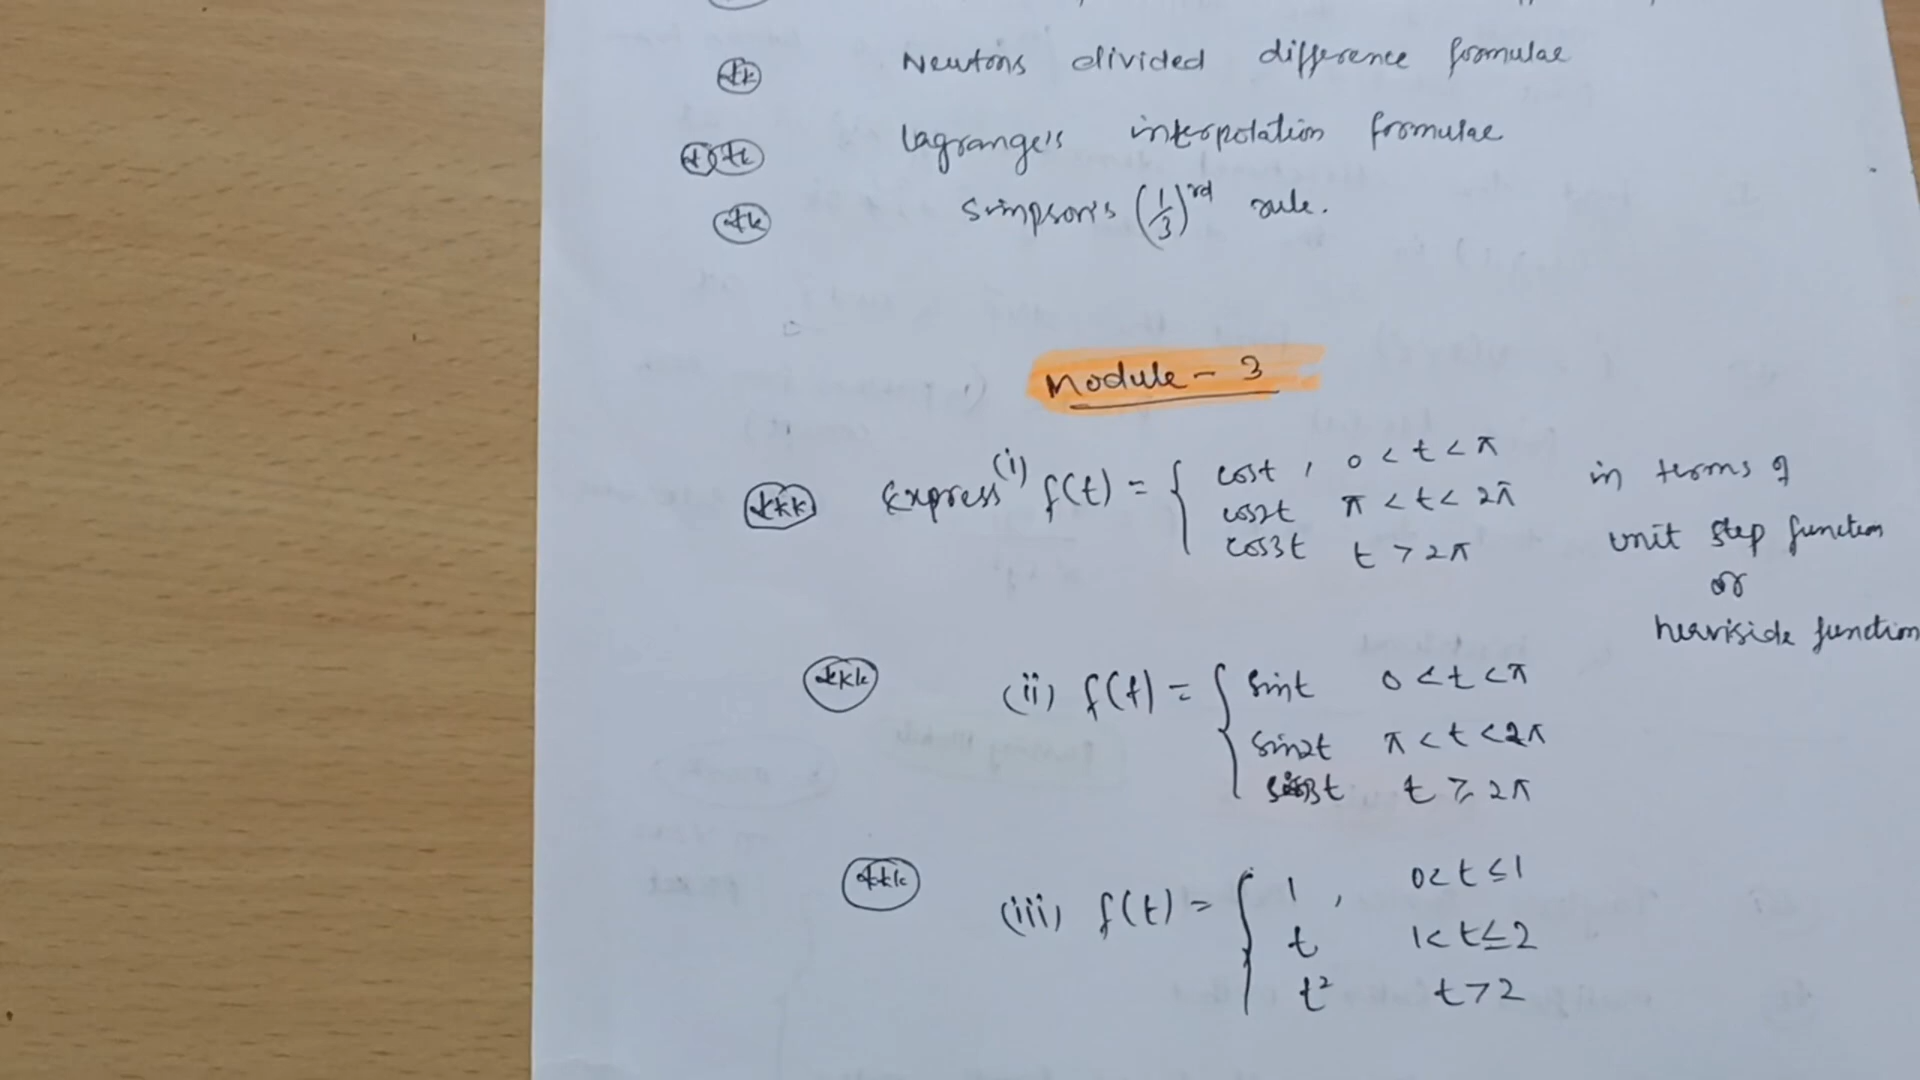 Newtons divided difference formulae
Lagrange's interpolation formulae
Simpson's (1/3)rd rule.
Module - 3
Express (i) f(t) = { cost , 0 < t < π in terms of
cos2t π < t < 2π unit step function
cos3t t > 2π or
heaviside function
(ii) f(t) = { sint 0 < t < π
sin2t π < t < 2π
sin3t t ≥ 2π
(iii) f(t) = { 1 , 0 < t ≤ 1
t 1 < t ≤ 2
t² t > 2